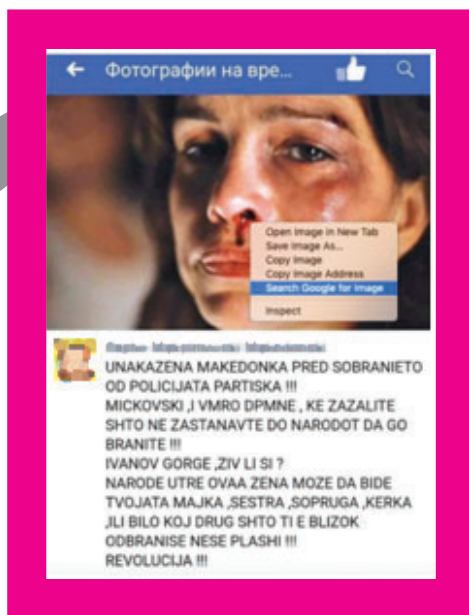 Фотографии на вре...
Open Image in New Tab
Save Image As...
Copy Image
Copy Image Address
Search Google for Image
Inspect
UNAKAZENA MAKEDONKA PRED SOBRANIETO
OD POLICIJATA PARTISKA !!!
MICKOVSKI ,I VMRO DPMNE , KE ZAZALITE
SHTO NE ZASTANAVTE DO NARODOT DA GO
BRANITE !!!
IVANOV GORGE ,ZIV LI SI ?
NARODE UTRE OVAA ZENA MOZE DA BIDE
TVOJATA MAJKA ,SESTRA ,SOPRUGA ,KERKA
,ILI BILO KOJ DRUG SHTO TI E BLIZOK
ODBRANISE NESE PLASHI !!!
REVOLUCIJA !!!